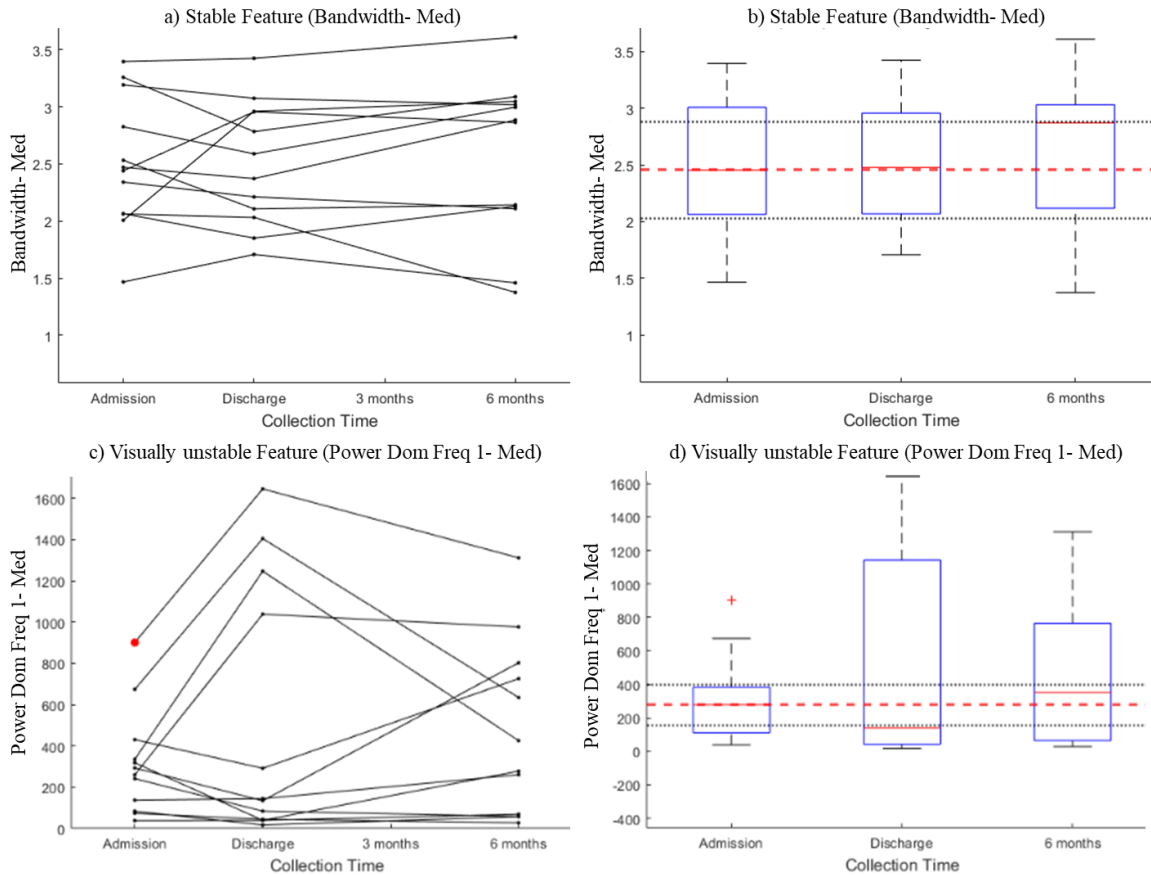 a) Stable Feature (Bandwidth- Med)
3.5
3
2.5
2
1.5
1
Bandwidth- Med
Admission Discharge 3 months 6 months
Collection Time
b) Stable Feature (Bandwidth- Med)
3.5
3
2.5
2
1.5
1
Bandwidth- Med
Admission Discharge 6 months
Collection Time
c) Visually unstable Feature (Power Dom Freq 1- Med)
1600
1400
1200
1000
800
600
400
200
0
Power Dom Freq 1- Med
Admission Discharge 3 months 6 months
Collection Time
d) Visually unstable Feature (Power Dom Freq 1- Med)
1600
1400
1200
1000
800
600
400
200
0
-200
-400
Power Dom Freq 1- Med
Admission Discharge 6 months
Collection Time